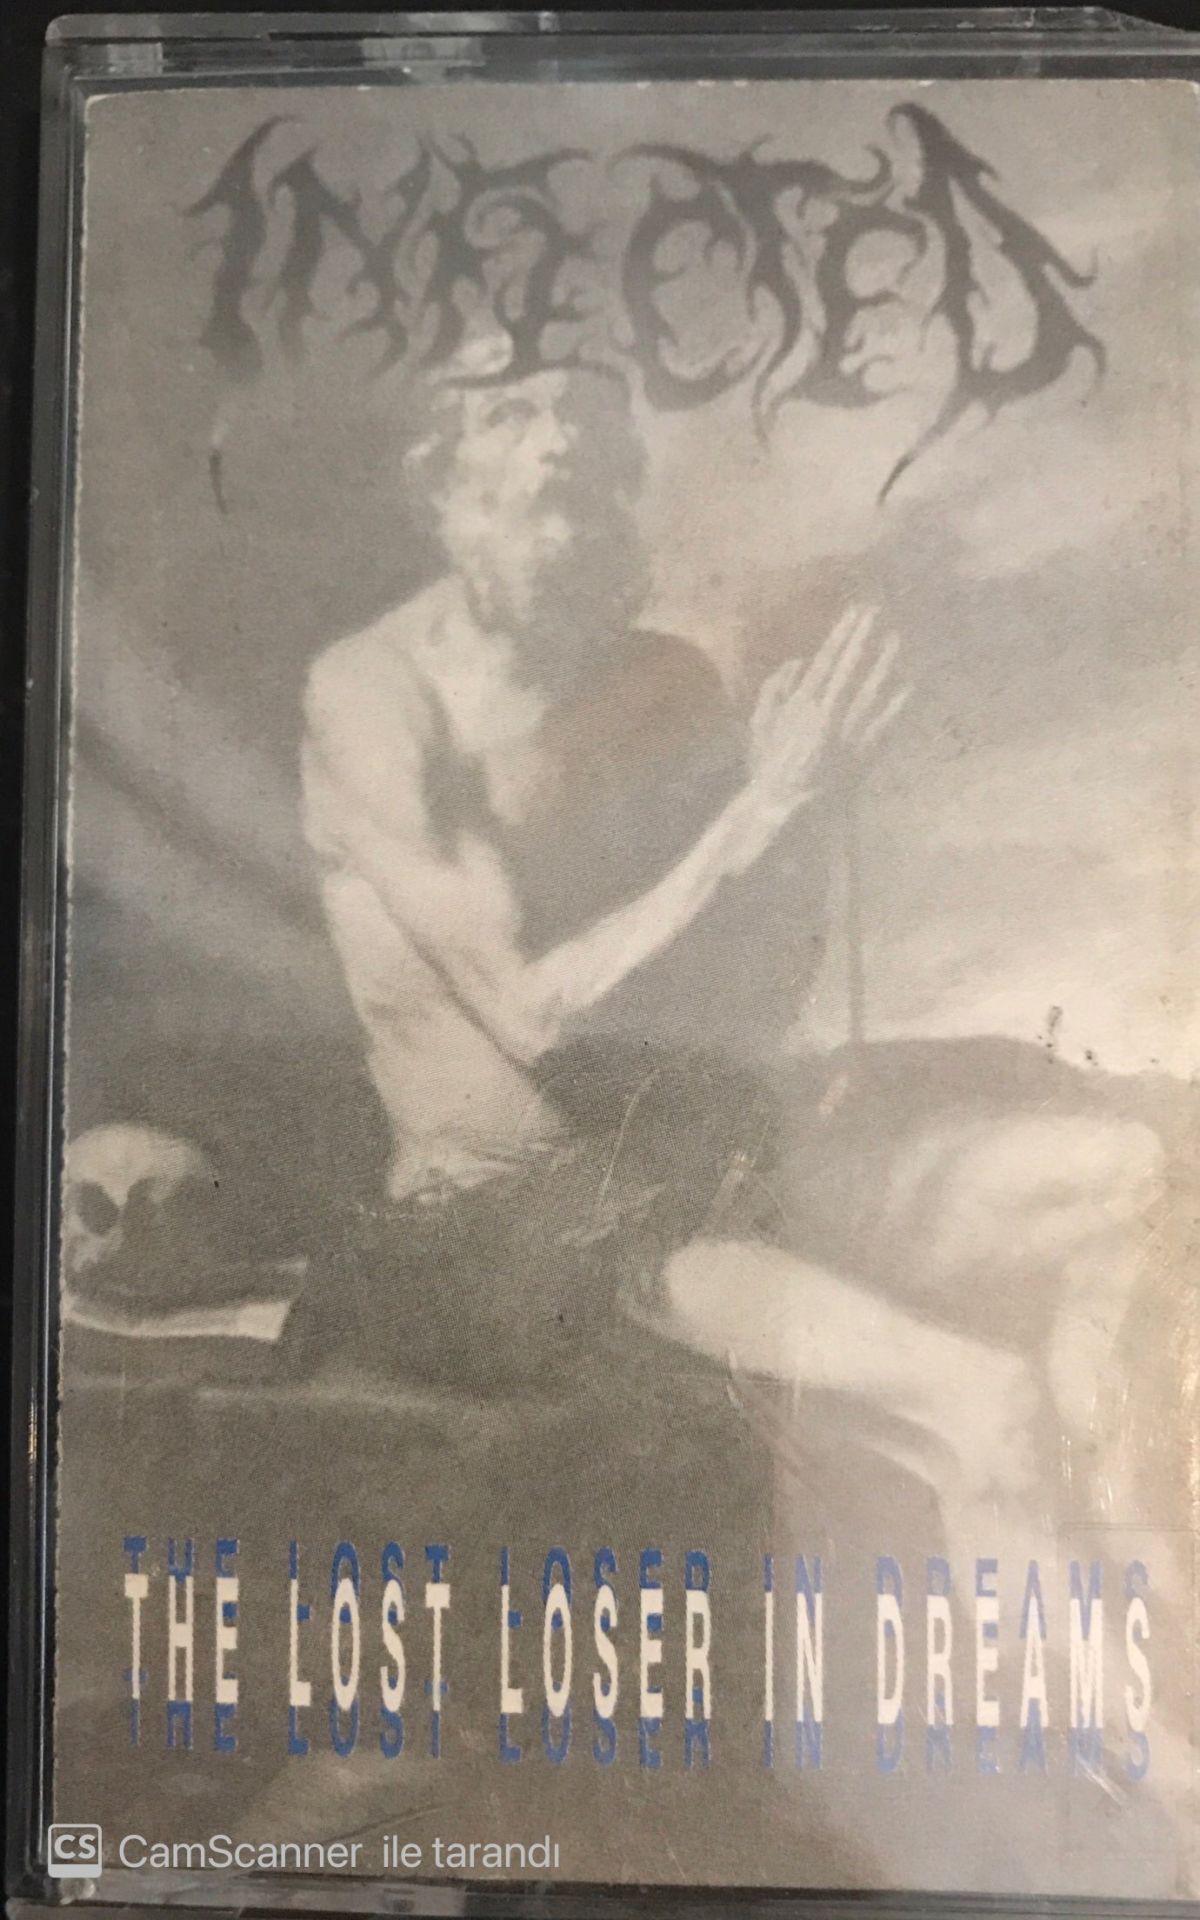 INFECTED
THE LOST LOSER IN DREAMS
CS CamScanner ile tarandı